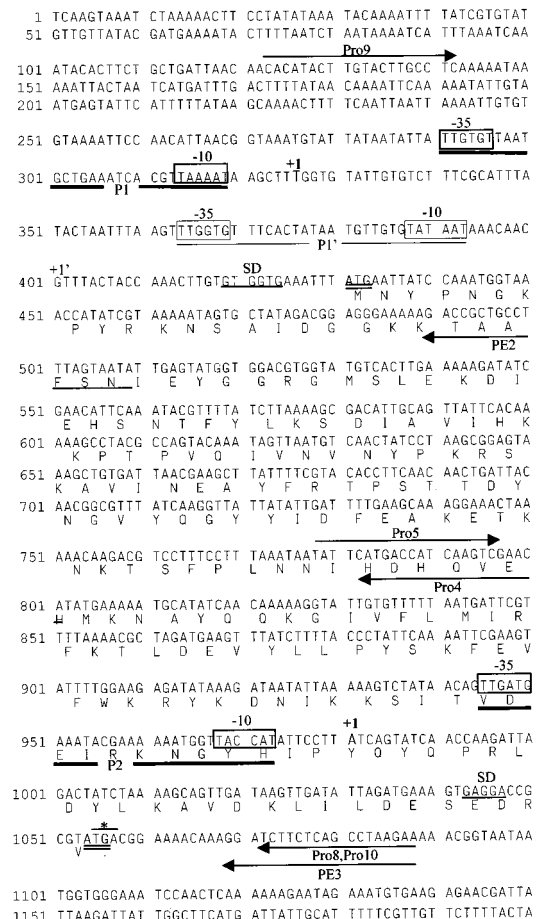 1 TCAAGTAAAT CTAAAAACTT CCTATATAAA TACAAAATTT TATCGTGTAT
51 GTTGTTATAC GATGAAAATA CTTTTAATCT AATAAAATCA TTTAAATCAA
Pro9
101 ATACACTTCT GCTGATTAAC AACACATACT TGTACTTGCC TCAAAAATAA
151 AAATTACTAA TCATGATTTG ACTTTTATAA CAAAATTCAA AATATTGTA
201 ATGAGTATTC ATTTTTATAA GCAAAACTTT TCAATTAATT AAAATTGTGT
-35
251 GTAAAATTCC AACATTAACG GTAAATGTAT TATAATATTA TTGTGTTAAT
-10 +1
301 GCTGAAATCA CGTTAAAATA AGCTTTGGTG TATTGTGTCT TTCGCATTTA
P1
-35 -10
351 TACTAATTTA AGTTTGGTGT TTTCACTATAA TGTTGTGTAT AATAAACAAC
P1'
+1' SD
401 GTTTACTACC AAACTTGTGT GGTGAAATTT ATGAATTATC CAAATGGTAA
M N Y P N G K
451 ACCATATCGT AAAAAATAGTG CTATAGACGG AGGGAAAAAG ACCGCTGCCT
P Y R K N S A I D G G K K T A A
PE2
501 TTAGTAATAT TGAGTATGGT GGACGTGGTA TGTCACTTGA AAAAGATATC
F S N I E Y G G R G M S L E K D I
551 GAACATTCAA ATACGTTTTA TCTTAAAAGC GACATTGCAG TTATTCACAA
E H S N T F Y L K S D I A V I H K
601 AAAGCCTACG CCAGTACAAA TAGTTAATGT CAACTATCCT AAGCGGAGTA
K P T P V Q I V N V N Y P K R S
651 AAGCTGTGAT TAACGAAGCT TATTTTCGTA CACCTTCAAC AACTGATTAC
K A V I N E A Y F R T P S T T D Y
701 AACGGCGTTT ATCAAGGTTA TTATATTGAT TTTGAAGCAA AGGAAACTAA
N G V Y Q G Y Y I D F E A K E T K
Pro5
751 AAACAAGACG TCCTTTCCTT TAAATAATAT TCATGACCAT CAAGTCGAAC
N K T S F P L N N I H D H Q V E
Pro4
801 ATATGAAAAA TGCATATCAA CAAAAAGGTA TTGTGTTTTT AATGATTCGT
H M K N A Y Q Q K G I V F L M I R
851 TTTAAAACGC TAGATGAAGT TTATCTTTTA CCCTATTCAA AATTCGAAGT
F K T L D E V Y L L P Y S K F E V
-35
901 ATTTTGGAAG AGATATAAAG ATAATATTAA AAAGTCTATA ACAGTTGATG
F W K R Y K D N I K K S I T V D
-10 +1
951 AAATACGAAA AAATGGTTAC CATATTCCTT ATCAGTATCA ACCAAGATTA
E I R K N G Y H I P Y Q Y Q P R L
P2
1001 GACTATCTAA AAGCAGTTGA TAAGTTGATA TTAGATGAAA GTGAGGACCG
D Y L K A V D K L I L D E S E D R
SD
*
1051 CGTATGACGG AAAACAAAGG ATCTTCTCAG CCTAAGAAAA ACGGTAATAA
V
Pro8,Pro10
PE3
1101 TGGTGGGAAA TCCAACTCAA AAAAGAATAG AAATGTGAAG AGAACGATTA
1151 TTAAGATTAT TGGCTTCATG ATTATTGCAT TTTTCGTTGT TCTTTTACTA